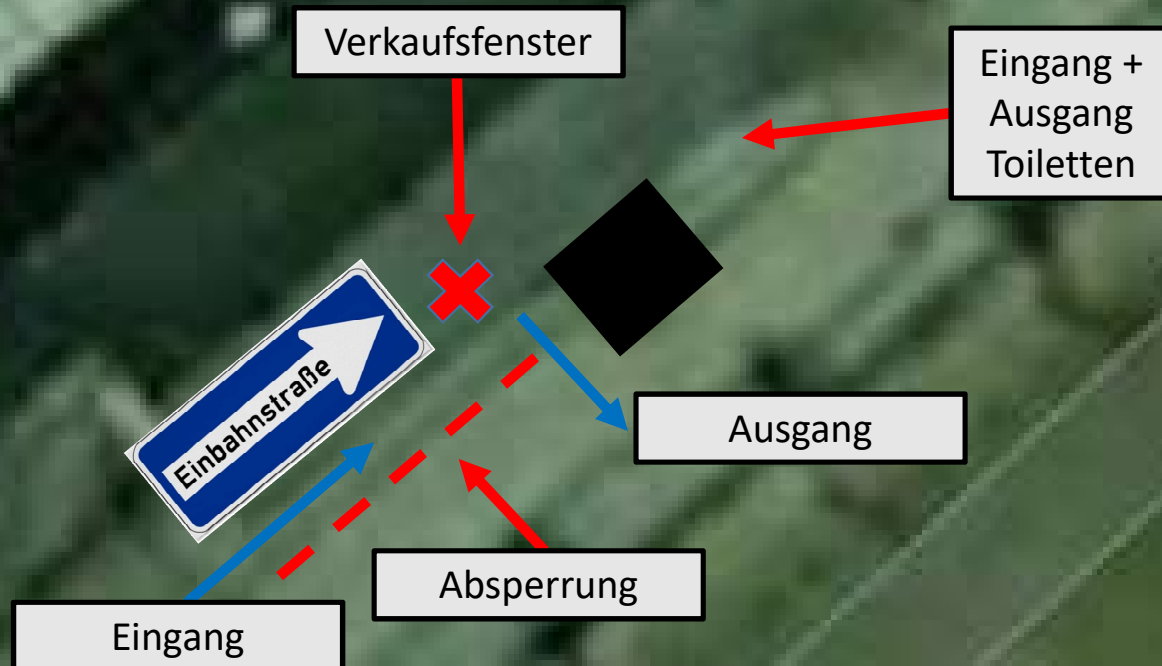 Verkaufsfenster
Eingang +
Ausgang
Toiletten
Einbahnstraße
Ausgang
Absperrung
Eingang